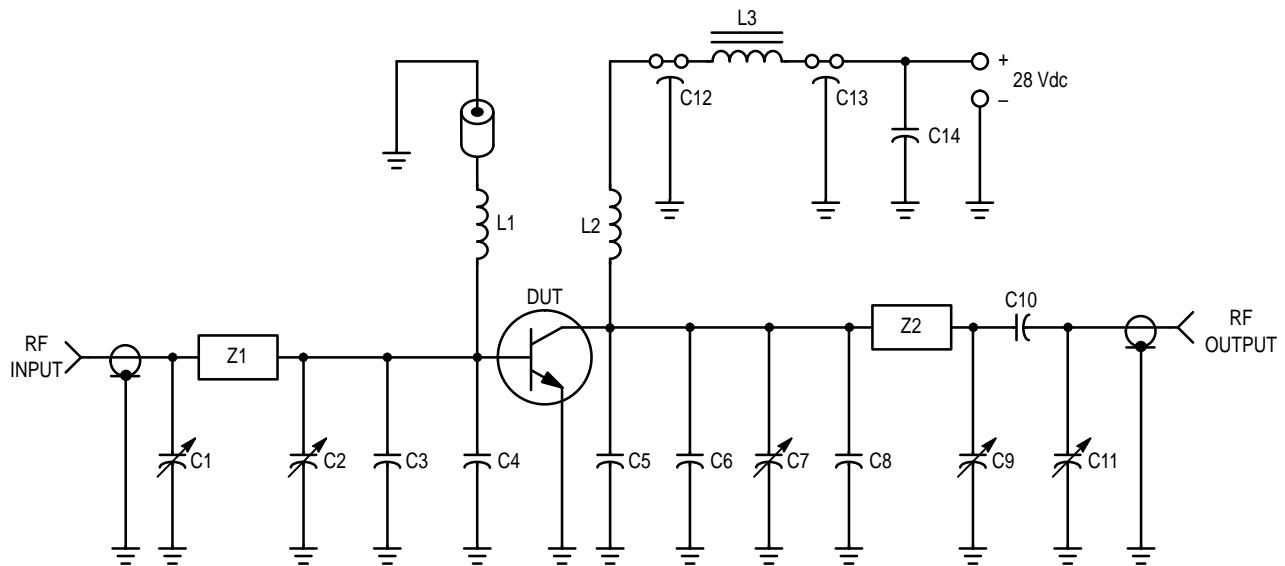 L3
+
28 Vdc
–
C12
C13
C14
L1
L2
DUT
C10
RF
INPUT
Z1
Z2
RF
OUTPUT
C1
C2
C3
C4
C5
C6
C7
C8
C9
C11